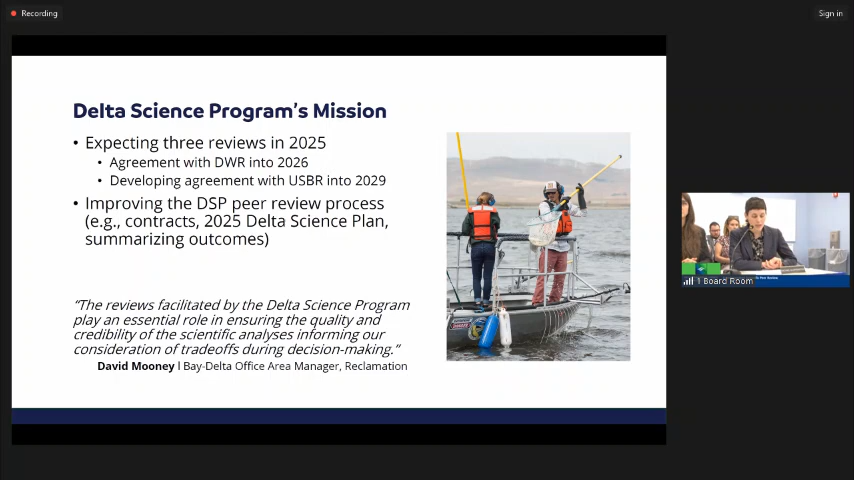 Recording
Sign in
Delta Science Program's Mission
• Expecting three reviews in 2025
• Agreement with DWR into 2026
• Developing agreement with USBR into 2029
• Improving the DSP peer review process
(e.g., contracts, 2025 Delta Science Plan,
summarizing outcomes)
“The reviews facilitated by the Delta Science Program
play an essential role in ensuring the quality and
credibility of the scientific analyses informing our
consideration of tradeoffs during decision-making.”
David Mooney | Bay-Delta Office Area Manager, Reclamation
1 Board Room